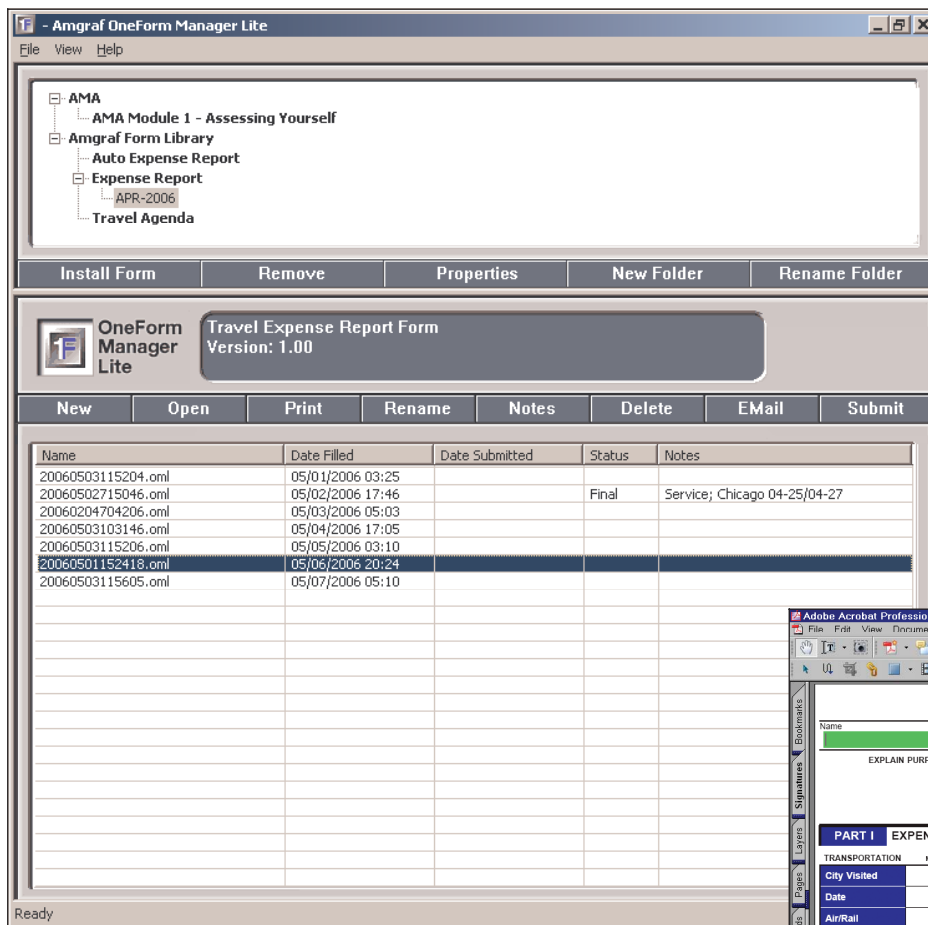 - Amgraf OneForm Manager Lite
File View Help
AMA
AMA Module 1 - Assessing Yourself
Amgraf Form Library
Auto Expense Report
Expense Report
APR-2006
Travel Agenda
Install Form Remove Properties New Folder Rename Folder
OneForm
Manager
Lite
Travel Expense Report Form
Version: 1.00
New Open Print Rename Notes Delete EMail Submit
Name Date Filled Date Submitted Status Notes
20060503115204.oml 05/01/2006 03:25
20060502715046.oml 05/02/2006 17:46 Final Service; Chicago 04-25/04-27
20060204704206.oml 05/03/2006 05:03
20060503103146.oml 05/04/2006 17:05
20060503115206.oml 05/05/2006 03:10
20060501152418.oml 05/06/2006 20:24
20060503115605.oml 05/07/2006 05:10
Adobe Acrobat Professio
File Edit View Docume
Bookmarks
Signatures
Layers
Pages
Name
EXPLAIN PURP
PART I EXPEN
TRANSPORTATION
City Visited
Date
Air/Rail
Ready